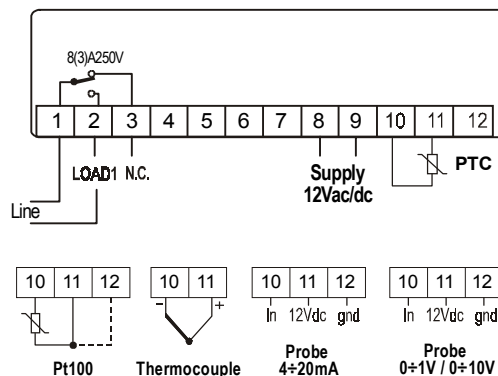 8(3)A250V
1 2 3 4 5 6 7 8 9 10 11 12
LOAD1 N.C.
Supply
12Vac/dc
PTC
Line
10 11 12
Pt100
10 11
- +
Thermocouple
10 11 12
In 12Vdc gnd
Probe
4÷20mA
10 11 12
In 12Vdc gnd
Probe
0÷1V / 0÷10V